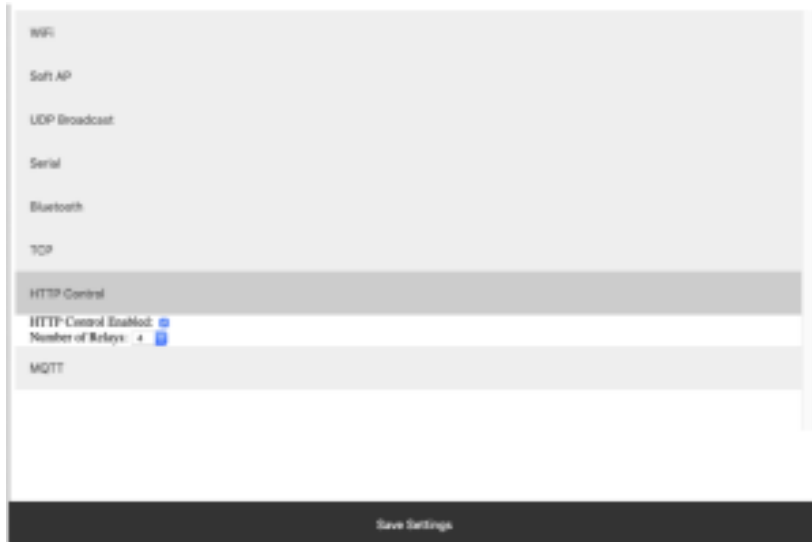 WiFi
Soft AP
UDP Broadcast
Serial
Bluetooth
TCP
HTTP Control
HTTP Control Enabled:
Number of Relays: 4
MQTT
Save Settings